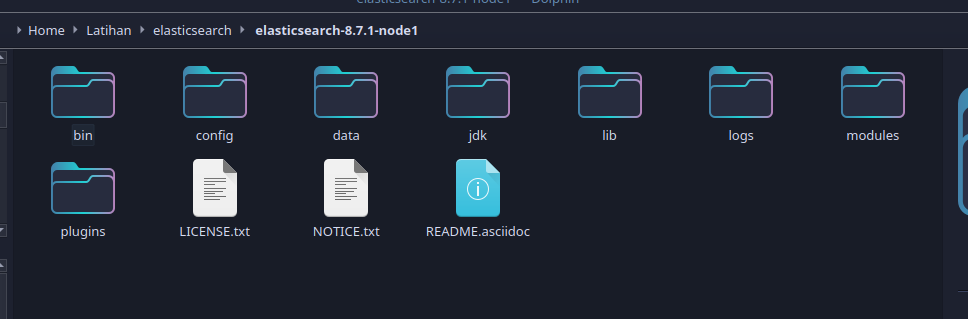 elasticsearch-8.7.1-node1 — Dolphin
Home Latihan elasticsearch elasticsearch-8.7.1-node1
bin config data jdk lib logs modules
plugins LICENSE.txt NOTICE.txt README.asciidoc